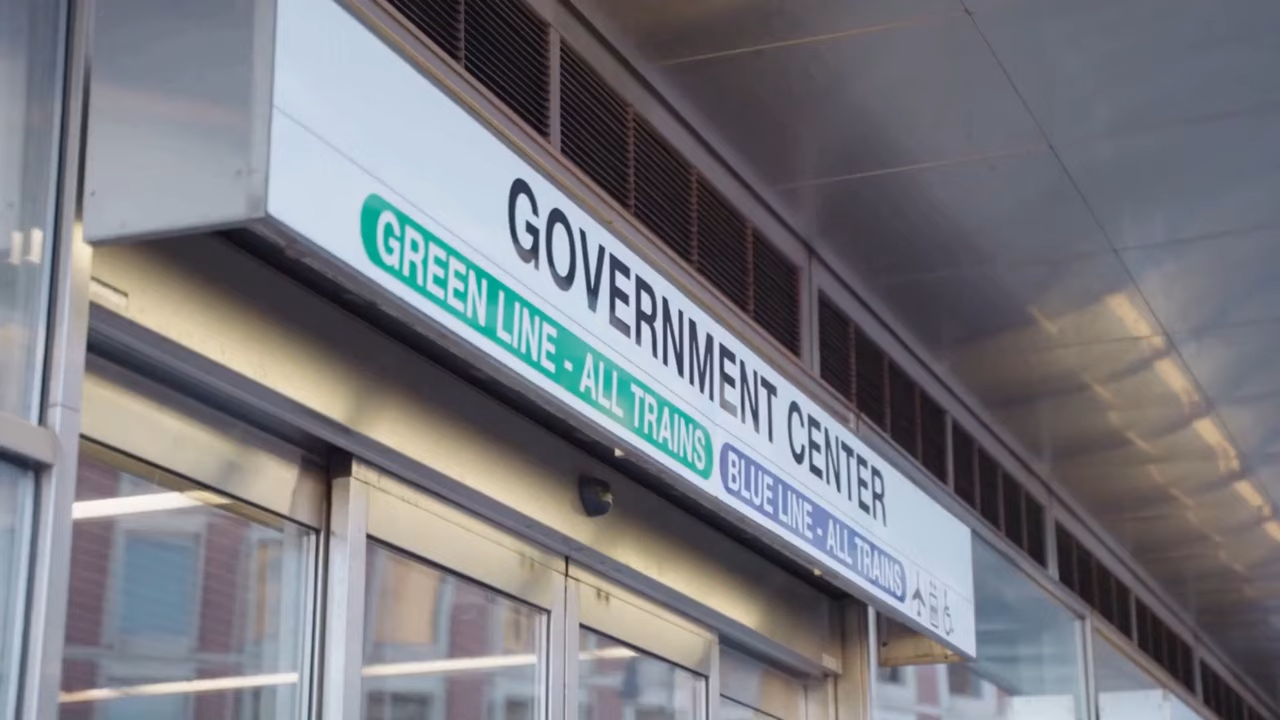 GOVERNMENT CENTER
GREEN LINE - ALL TRAINS
BLUE LINE - ALL TRAINS